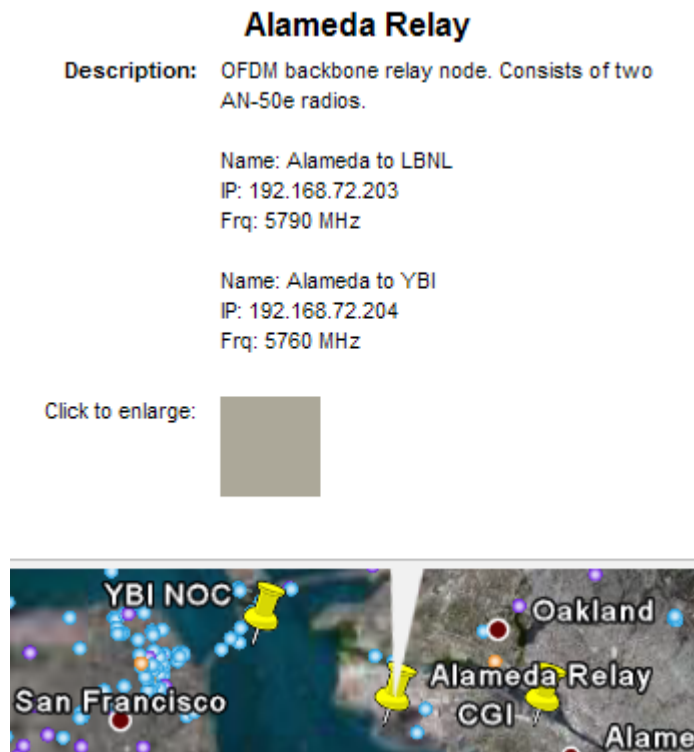 Alameda Relay
Description: OFDM backbone relay node. Consists of two
AN-50e radios.
Name: Alameda to LBNL
IP: 192.168.72.203
Frq: 5790 MHz
Name: Alameda to YBI
IP: 192.168.72.204
Frq: 5760 MHz
Click to enlarge:
YBI NOC
Oakland
Alameda Relay
San Francisco
CGI
Alame